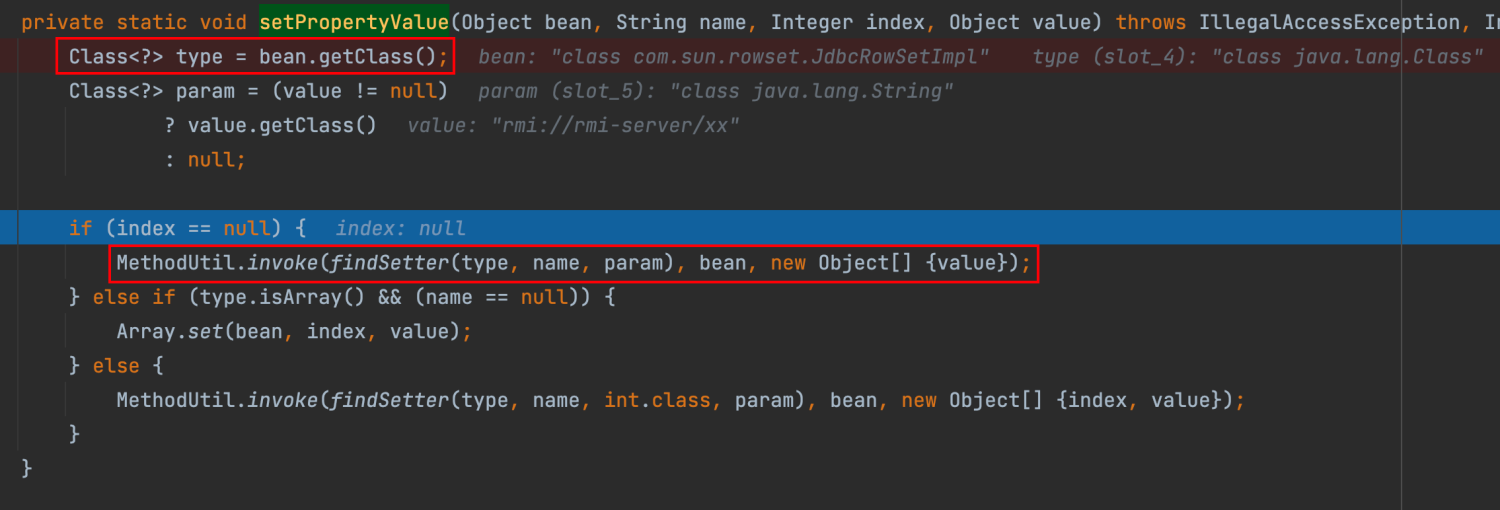 private static void setPropertyValue(Object bean, String name, Integer index, Object value) throws IllegalAccessException, In
Class<?> type = bean.getClass(); bean: "class com.sun.rowset.JdbcRowSetImpl" type (slot_4): "class java.lang.Class"
Class<?> param = (value != null) param (slot_5): "class java.lang.String"
? value.getClass() value: "rmi://rmi-server/xx"
: null;
if (index == null) { index: null
MethodUtil.invoke(findSetter(type, name, param), bean, new Object[] {value});
} else if (type.isArray() && (name == null)) {
Array.set(bean, index, value);
} else {
MethodUtil.invoke(findSetter(type, name, int.class, param), bean, new Object[] {index, value});
}
}